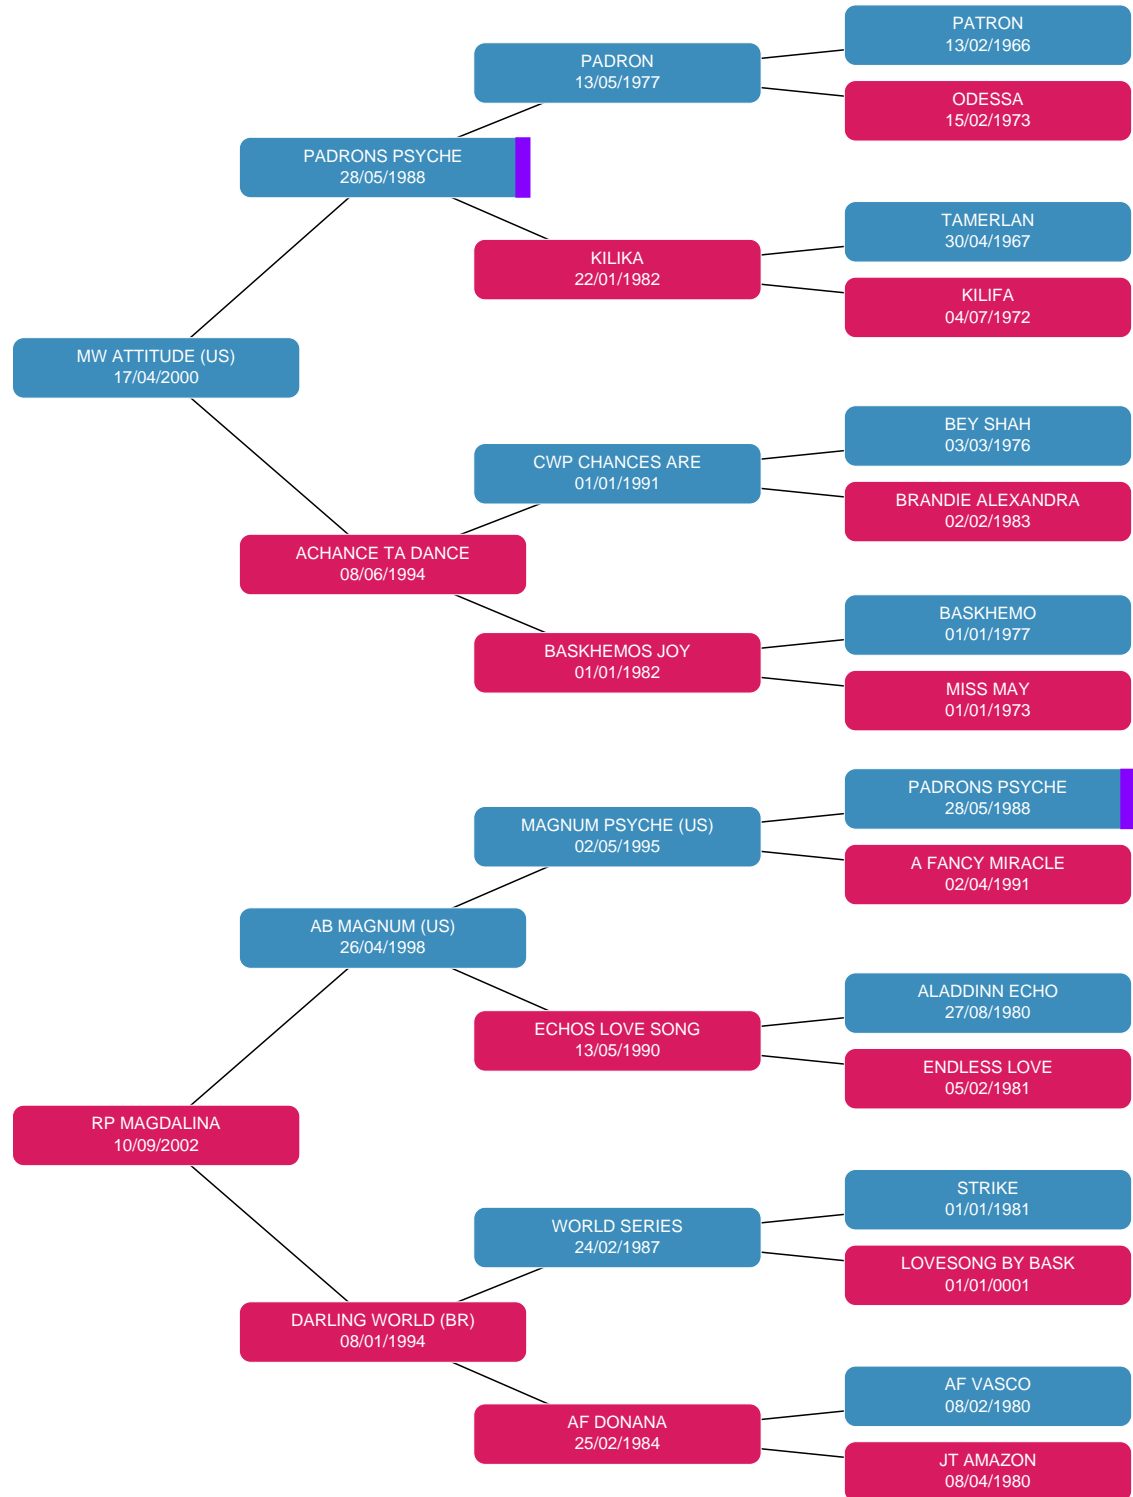 PATRON
13/02/1966
PADRON
13/05/1977
ODESSA
15/02/1973
PADRONS PSYCHE
28/05/1988
TAMERLAN
30/04/1967
KILIKA
22/01/1982
KILIFA
04/07/1972
MW ATTITUDE (US)
17/04/2000
BEY SHAH
03/03/1976
CWP CHANCES ARE
01/01/1991
BRANDIE ALEXANDRA
02/02/1983
ACHANCE TA DANCE
08/06/1994
BASKHEMO
01/01/1977
BASKHEMOS JOY
01/01/1982
MISS MAY
01/01/1973
PADRONS PSYCHE
28/05/1988
MAGNUM PSYCHE (US)
02/05/1995
A FANCY MIRACLE
02/04/1991
AB MAGNUM (US)
26/04/1998
ALADDINN ECHO
27/08/1980
ECHOS LOVE SONG
13/05/1990
ENDLESS LOVE
05/02/1981
RP MAGDALINA
10/09/2002
STRIKE
01/01/1981
WORLD SERIES
24/02/1987
LOVESONG BY BASK
01/01/0001
DARLING WORLD (BR)
08/01/1994
AF VASCO
08/02/1980
AF DONANA
25/02/1984
JT AMAZON
08/04/1980